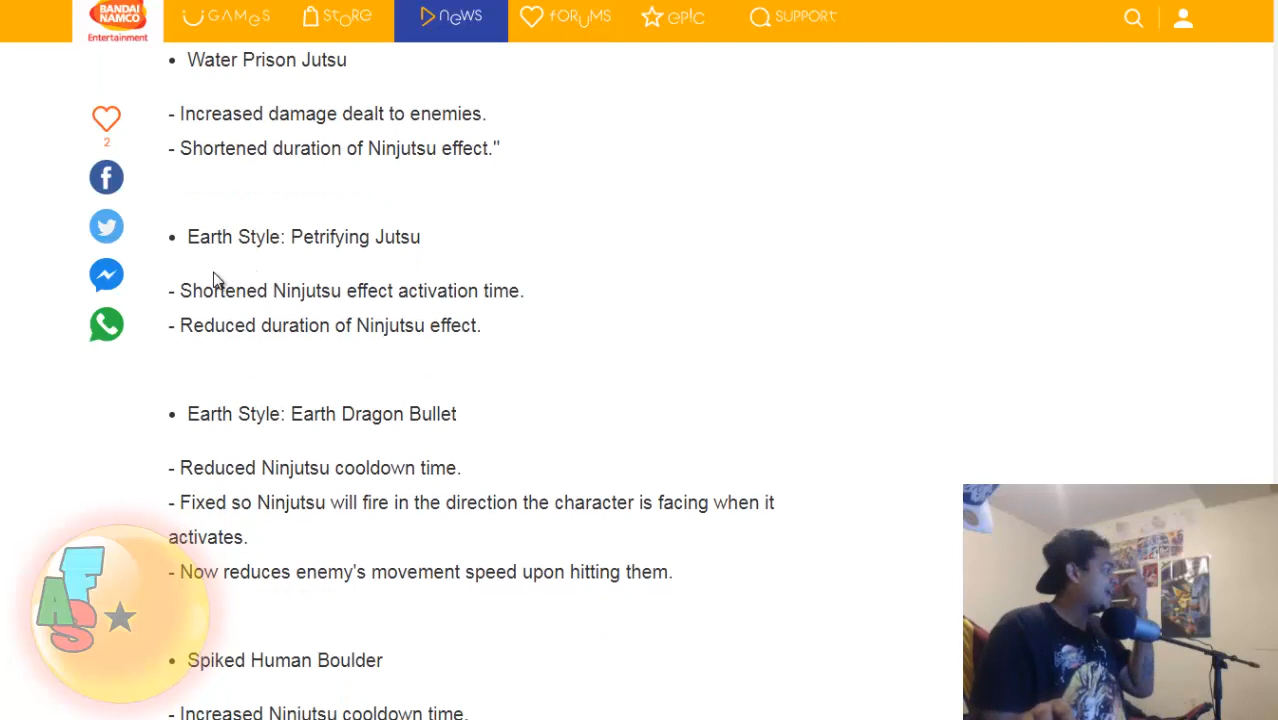 BANDAI
NAMCO
Entertainment
GAMES
STORE
NEWS
FORUMS
EPIC
SUPPORT
• Water Prison Jutsu
- Increased damage dealt to enemies.
- Shortened duration of Ninjutsu effect."
2
• Earth Style: Petrifying Jutsu
- Shortened Ninjutsu effect activation time.
- Reduced duration of Ninjutsu effect.
• Earth Style: Earth Dragon Bullet
- Reduced Ninjutsu cooldown time.
- Fixed so Ninjutsu will fire in the direction the character is facing when it
activates.
- Now reduces enemy's movement speed upon hitting them.
AFS
• Spiked Human Boulder
- Increased Ninjutsu cooldown time.